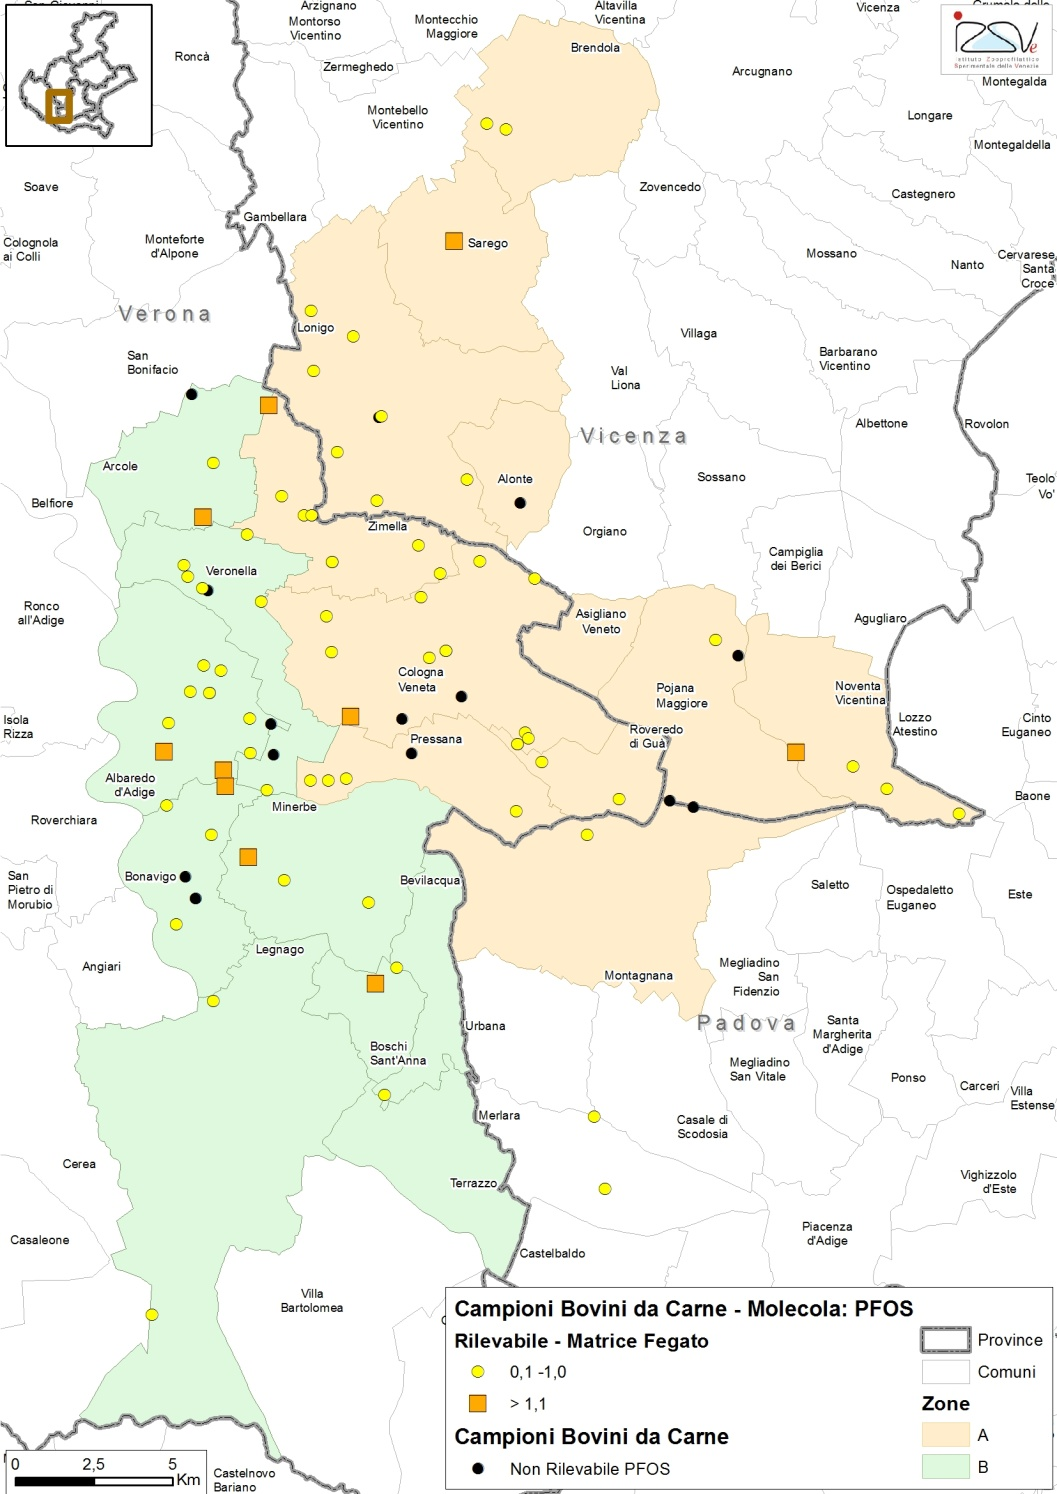 Arzignano
Montorso
Vicentino
Montecchio
Maggiore
Altavilla
Vicentina
Vicenza
Brendola
Roncà
Zermeghedo
Arcugnano
IZSVe
Istituto Zooprofilattico
Sperimentale delle Venezie
Montegalda
Montebello
Vicentino
Longare
Montegaldella
Soave
Zovencedo
Castegnero
Gambellara
Colognola
ai Colli
Monteforte
d'Alpone
Sarego
Mossano
Nanto
Cervarese
Santa
Croce
Verona
Lonigo
Villaga
San
Bonifacio
Val
Liona
Barbarano
Vicentino
Albettone
Rovolon
Vicenza
Arcole
Alonte
Sossano
Teolo
Vo'
Belfiore
Zimella
Orgiano
Campiglia
dei Berici
Veronella
Ronco
all'Adige
Asigliano
Veneto
Agugliaro
Cologna
Veneta
Pojana
Maggiore
Noventa
Vicentina
Isola
Rizza
Lozzo
Atestino
Cinto
Euganeo
Pressana
Roveredo
di Guà
Albaredo
d'Adige
Minerbe
Baone
Roverchiara
San
Pietro di
Morubio
Bonavigo
Bevilacqua
Saletto
Ospedaletto
Euganeo
Este
Legnago
Angiari
Montagnana
Megliadino
San
Fidenzio
Urbana
Padova
Santa
Margherita
d'Adige
Boschi
Sant'Anna
Megliadino
San Vitale
Ponso
Carceri
Villa
Estense
Merlara
Casale di
Scodosia
Cerea
Terrazzo
Vighizzolo
d'Este
Casaleone
Castelbaldo
Piacenza
d'Adige
Villa
Bartolomea
Campioni Bovini da Carne - Molecola: PFOS
Rilevabile - Matrice Fegato
0,1 -1,0
> 1,1
Campioni Bovini da Carne
Non Rilevabile PFOS
Province
Comuni
Zone
A
B
0 2,5 5
Km
Castelnovo
Bariano